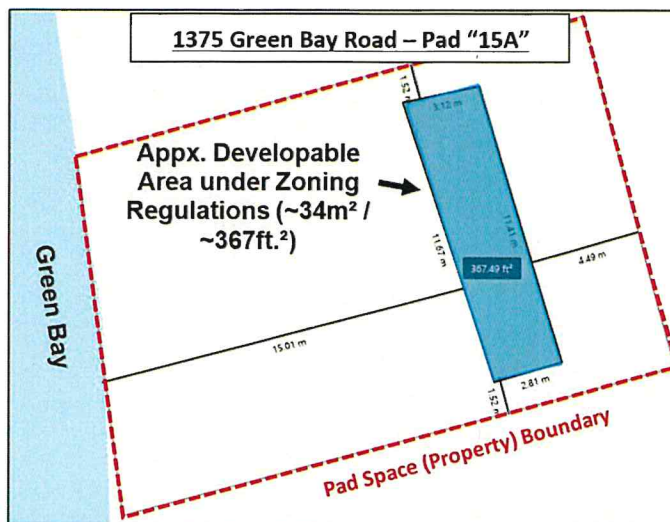 1375 Green Bay Road – Pad "15A"
1.52 m
3.12 m
Appx. Developable
Area under Zoning
Regulations (~34m² /
~367ft.²)
11.67 m
11.41 m
367.49 ft²
4.49 m
15.01 m
Green Bay
1.52 m
2.81 m
Pad Space (Property) Boundary